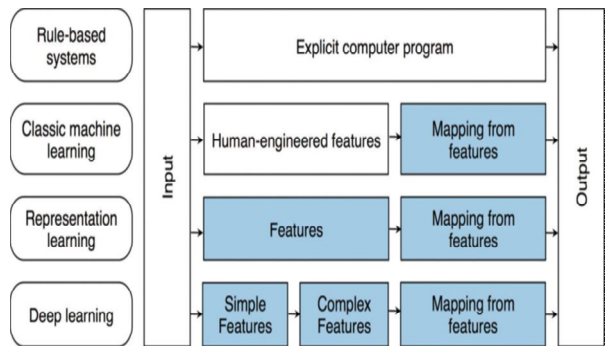 Rule-based
systems
Explicit computer program
Classic machine
learning
Human-engineered features
Mapping from
features
Representation
learning
Features
Mapping from
features
Deep learning
Simple
Features
Complex
Features
Mapping from
features
Input
Output